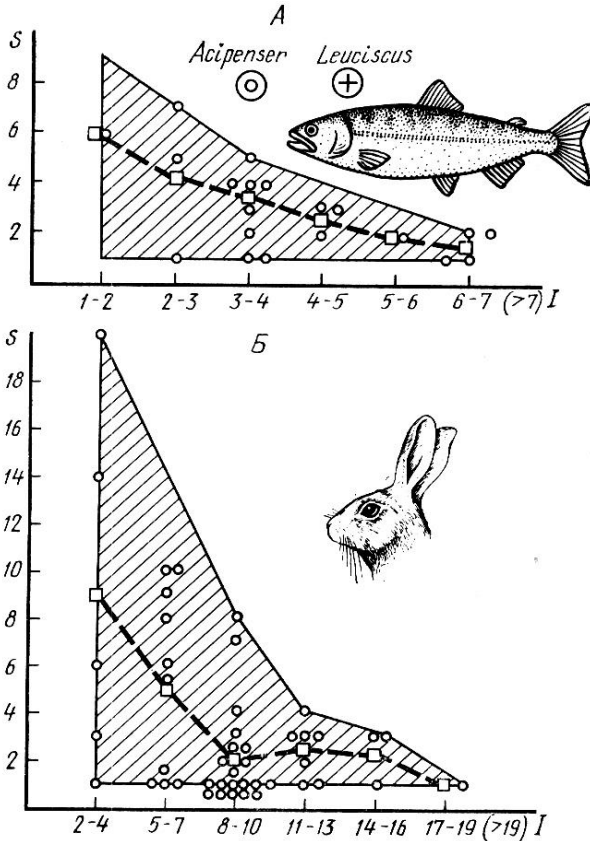 А
S
Acipenser Leuciscus
8
6
4
2
1-2 2-3 3-4 4-5 5-6 6-7 (>7) I
S
Б
18
16
14
12
10
8
6
4
2
2-4 5-7 8-10 11-13 14-16 17-19 (>19) I